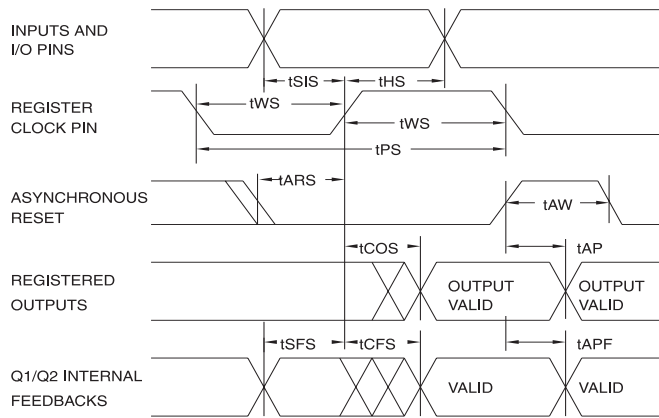 INPUTS AND
I/O PINS
tSIS
tHS
tWS
REGISTER
CLOCK PIN
tWS
tPS
tARS
ASYNCHRONOUS
RESET
tAW
tCOS
tAP
REGISTERED
OUTPUTS
OUTPUT
VALID
OUTPUT
VALID
tSFS
tCFS
tAPF
Q1/Q2 INTERNAL
FEEDBACKS
VALID
VALID